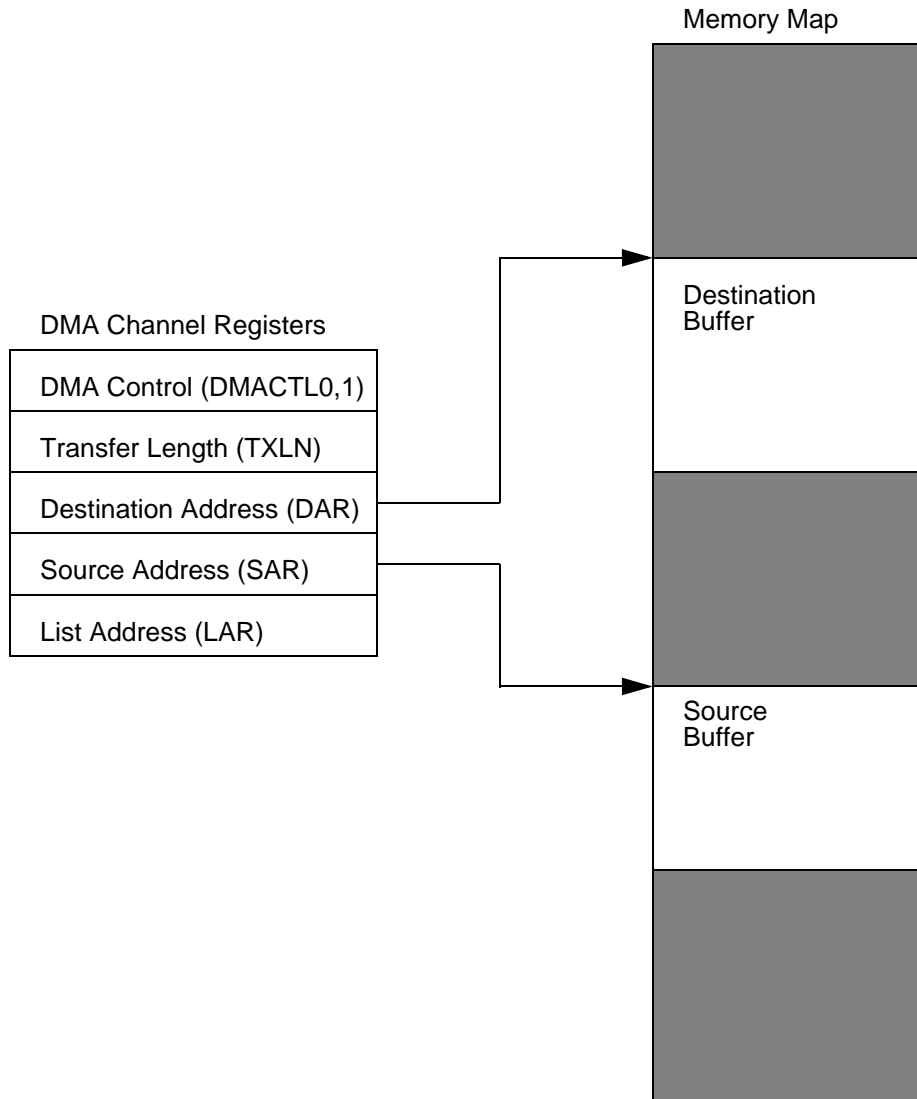 Memory Map
Destination
Buffer
DMA Channel Registers
DMA Control (DMACTL0,1)
Transfer Length (TXLN)
Destination Address (DAR)
Source Address (SAR)
List Address (LAR)
Source
Buffer